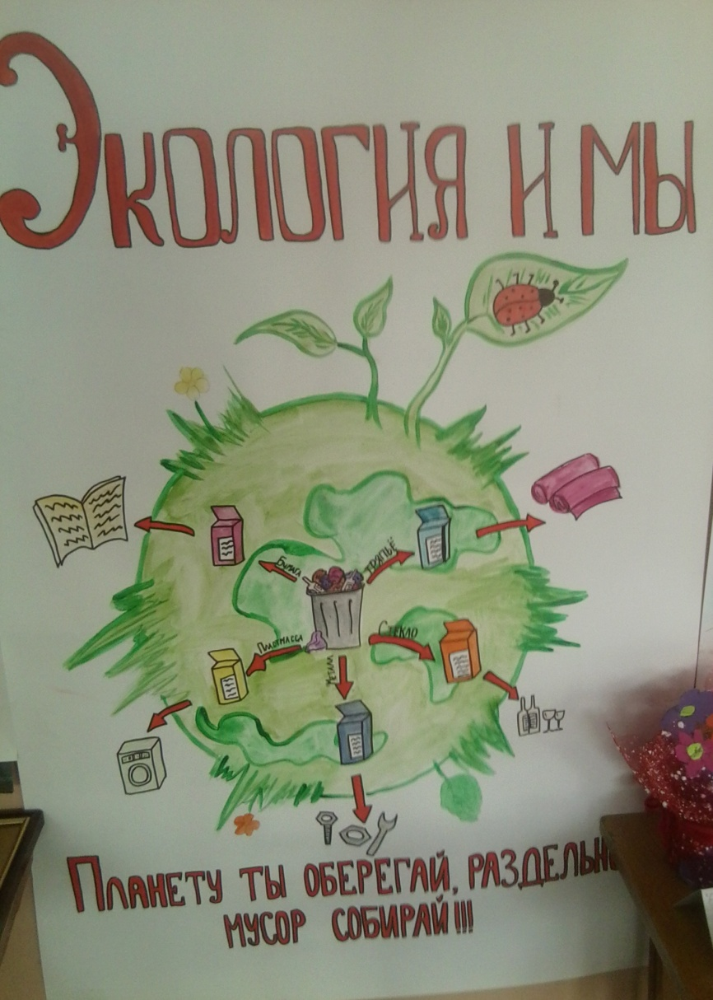 Экология и мы
Бумага
Тряпьё
Пластмасса
Стекло
Металл
Планету ты оберегай, раздельно
мусор собирай!!!